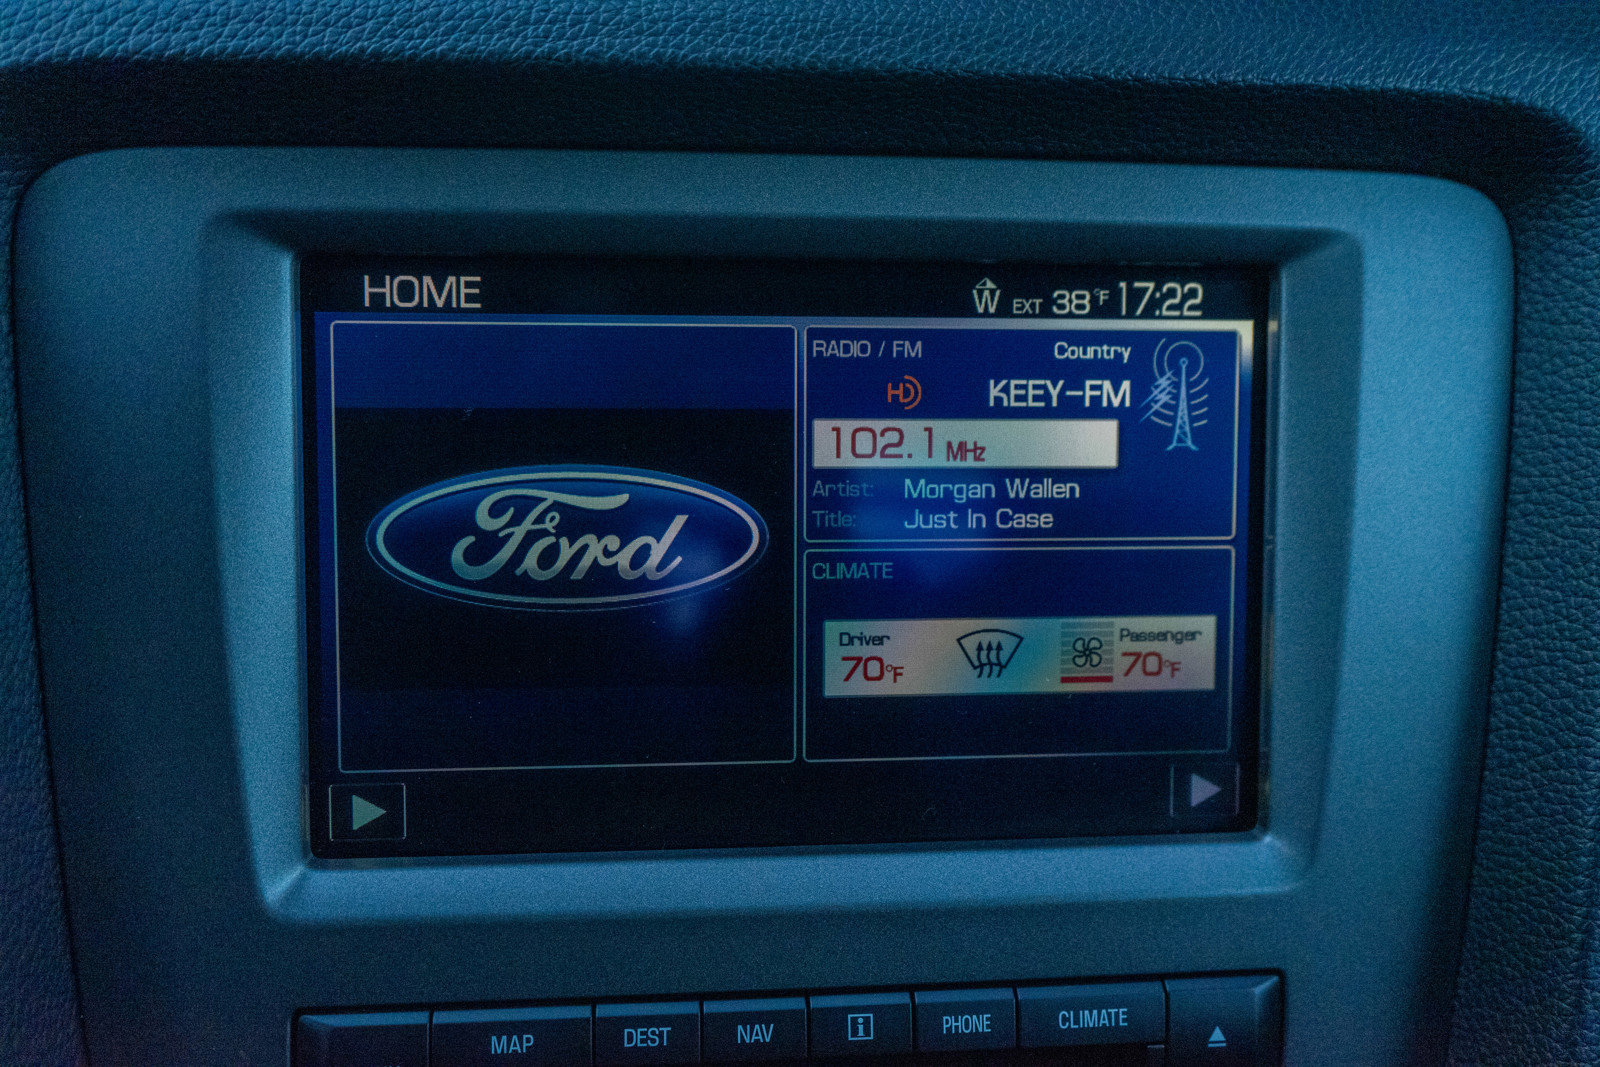 HOME
W EXT 38°F 17:22
Ford
RADIO / FM Country
HD KEEY-FM
102.1 MHz
Artist: Morgan Wallen
Title: Just In Case
CLIMATE
Driver Passenger
70°F 70°F
MAP DEST NAV i PHONE CLIMATE